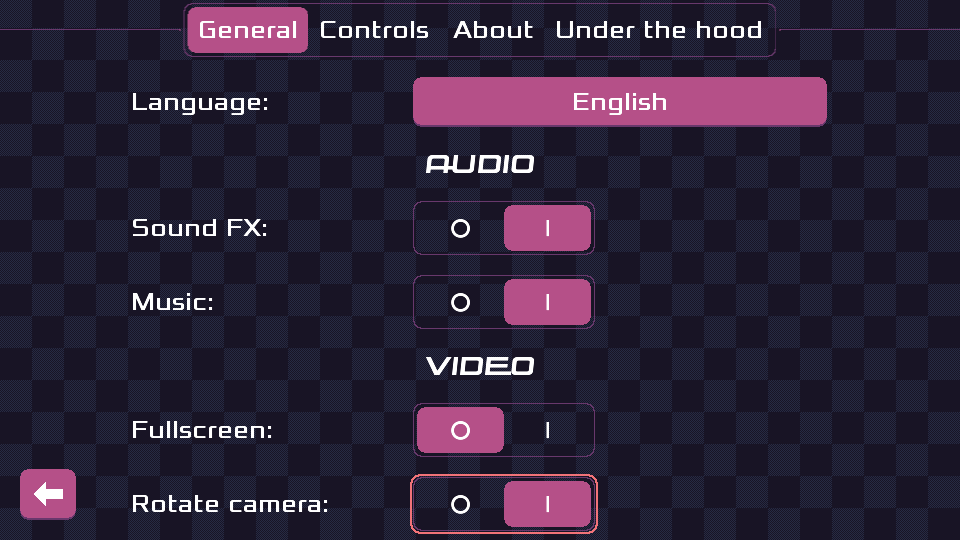 General Controls About Under the hood
Language: English
AUDIO
Sound FX: O I
Music: O I
VIDEO
Fullscreen: O I
Rotate camera: O I